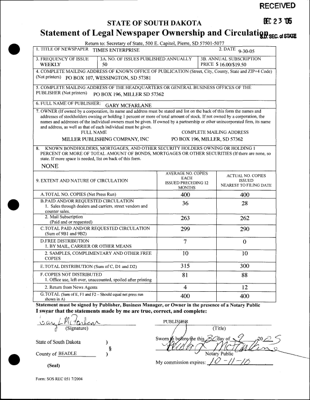 RECEIVED
DEC 23 '05
S.D. SEC. OF STATE
STATE OF SOUTH DAKOTA
Statement of Legal Newspaper Ownership and Circulation
Return to: Secretary of State, 500 E. Capitol, Pierre, SD 57501-5077
1. TITLE OF NEWSPAPER TIMES ENTERPRISE
2. DATE 9-30-05
3. FREQUENCY OF ISSUE WEEKLY
3A. NO. OF ISSUES PUBLISHED ANNUALLY 50
3B. ANNUAL SUBSCRIPTION PRICE $ 16.00/$19.50
4. COMPLETE MAILING ADDRESS OF KNOWN OFFICE OF PUBLICATION (Street, City, County, State and ZIP+4 Code)
(Not printers) PO BOX 107, WESSINGTON, SD 57381
5. COMPLETE MAILING ADDRESS OF THE HEADQUARTERS OR GENERAL BUSINESS OFFICES OF THE
PUBLISHER (Not printers) PO BOX 196, MILLER SD 57362
6. FULL NAME OF PUBLISHER: GARY MCFARLANE
7. OWNER (If owned by a corporation, its name and address must be stated and list on the back of this form the names and
addresses of stockholders owning or holding 1 percent or more of total amount of stock. If not owned by a corporation, the
names and addresses of the individual owners must be given. If owned by a partnership or other unincorporated firm, its name
and address, as well as that of each individual must be given.
FULL NAME COMPLETE MAILING ADDRESS
MILLER PUBLISHING COMPANY, INC PO BOX 196, MILLER, SD 57362
8. KNOWN BONDHOLDERS, MORTGAGES, AND OTHER SECURITY HOLDERS OWNING OR HOLDING 1
PERCENT OR MORE OF TOTAL AMOUNT OF BONDS, MORTGAGES OR OTHER SECURITIES (If there are none, so
state. If more space is needed, list on back of this form.
NONE
9. EXTENT AND NATURE OF CIRCULATION
AVERAGE NO. COPIES EACH ISSUED PRECEDING 12 MONTHS
ACTUAL NO. COPIES ISSUED NEAREST TO FILING DATE
A. TOTAL NO. COPIES (Net Press Run) 400 400
B. PAID AND/OR REQUESTED CIRCULATION
1. Sales through dealers and carriers, street vendors and
counter sales. 36 28
2. Mail Subscription
(Paid and or requested) 263 262
C. TOTAL PAID AND/OR REQUESTED CIRCULATION
(Sum of 9B1 and 9B2) 299 290
D. FREE DISTRIBUTION
1. BY MAIL, CARRIER OR OTHER MEANS 7 0
2. SAMPLES, COMPLIMENTARY AND OTHER FREE
COPIES 10 10
E. TOTAL DISTRIBUTION (Sum of C, D1 and D2) 315 300
F. COPIES NOT DISTRIBUTED
1. Office use, left over, unaccounted, spoiled after printing 81 88
2. Return from News Agents 4 12
G. TOTAL (Sum of E, F1 and F2 - Should equal net press run
shown in A) 400 400
Statement must be signed by Publisher, Business Manager, or Owner in the presence of a Notary Public
I swear that the statements made by me are true, correct, and complete:
PUBLISHER
(Signature) (Title)
State of South Dakota )
§
County of BEADLE )
Sworn to before me this 30 day of 9 2005
Notary Public
(Seal)
My commission expires: 10-11-10
Form: SOS REC 051 7/2004